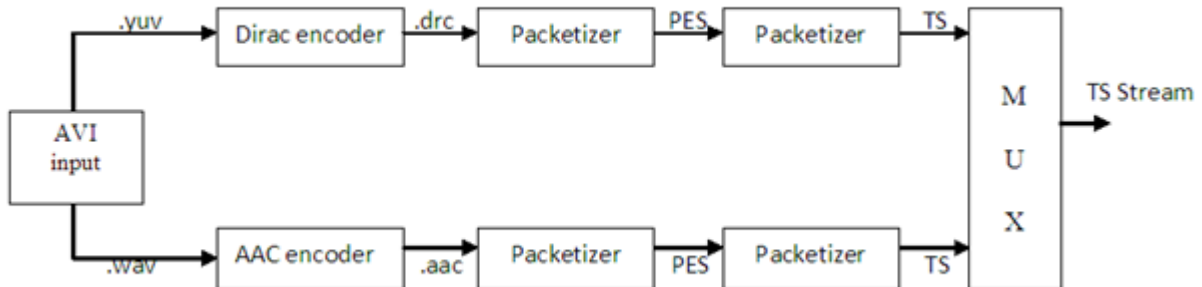 .yuv
Dirac encoder
.drc
Packetizer
PES
Packetizer
TS
AVI
input
M
U
X
TS Stream
.wav
AAC encoder
.aac
Packetizer
PES
Packetizer
TS